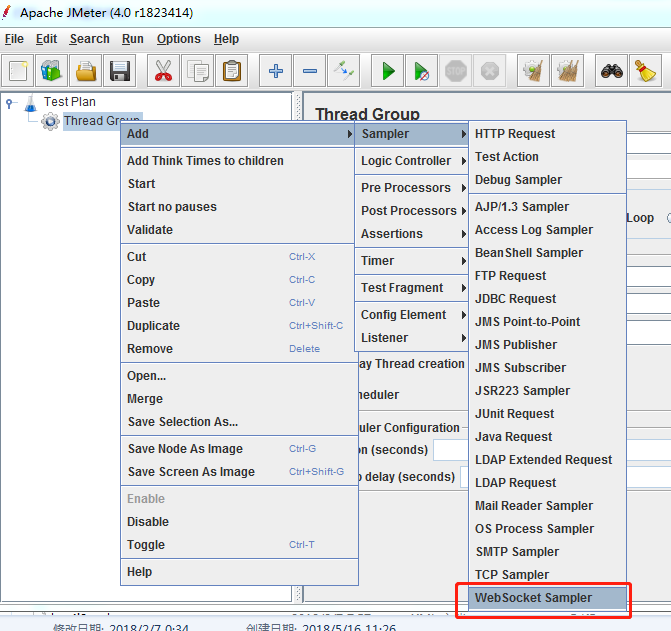 Apache JMeter (4.0 r1823414)
File Edit Search Run Options Help
STOP
Test Plan
Thread Group
Thread Group
Add
Add Think Times to children
Start
Start no pauses
Validate
Cut Ctrl-X
Copy Ctrl-C
Paste Ctrl-V
Duplicate Ctrl+Shift-C
Remove Delete
Open...
Merge
Save Selection As...
Save Node As Image Ctrl-G
Save Screen As Image Ctrl+Shift-G
Enable
Disable
Toggle Ctrl-T
Help
Sampler
Logic Controller
Pre Processors
Post Processors
Assertions
Timer
Test Fragment
Config Element
Listener
HTTP Request
Test Action
Debug Sampler
AJP/1.3 Sampler
Access Log Sampler
BeanShell Sampler
FTP Request
JDBC Request
JMS Point-to-Point
JMS Publisher
JMS Subscriber
JSR223 Sampler
JUnit Request
Java Request
LDAP Extended Request
LDAP Request
Mail Reader Sampler
OS Process Sampler
SMTP Sampler
TCP Sampler
WebSocket Sampler
Loop
ay Thread creation
heduler
uler Configuration
on (seconds)
delay (seconds)
修改日期: 2018/2/7 0:34 创建日期: 2018/5/16 11:26